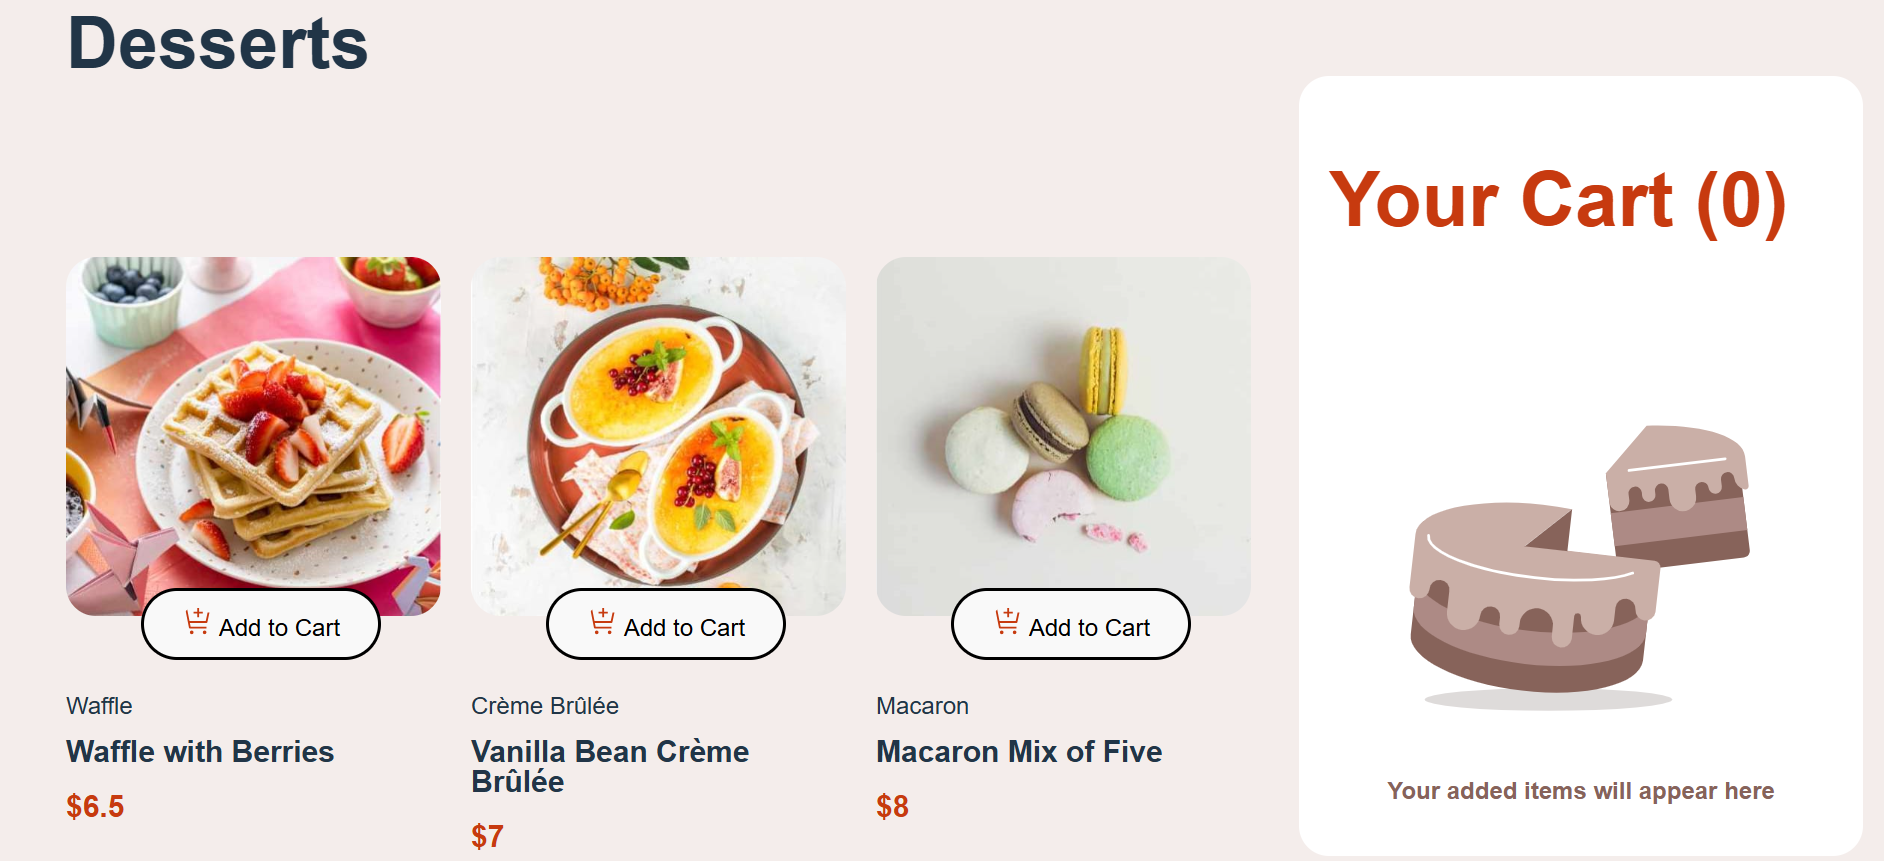 Desserts
Your Cart (0)
Add to Cart
Add to Cart
Add to Cart
Waffle
Waffle with Berries
$6.5
Crème Brûlée
Vanilla Bean Crème
Brûlée
$7
Macaron
Macaron Mix of Five
$8
Your added items will appear here